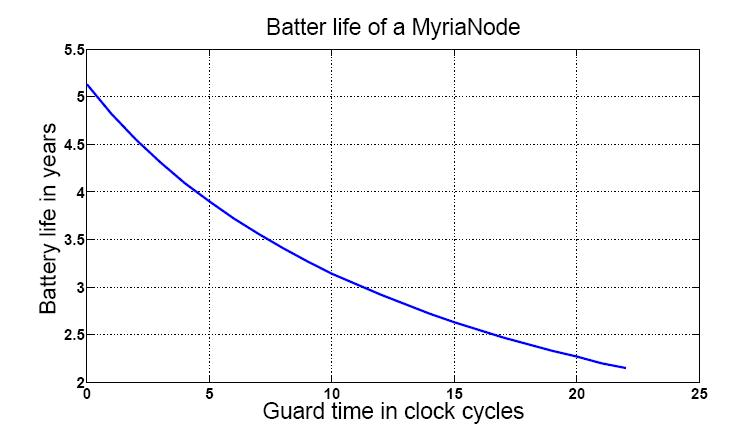 Batter life of a MyriaNode
5.5
5
4.5
4
3.5
3
2.5
2
Battery life in years
0 5 10 15 20 25
Guard time in clock cycles